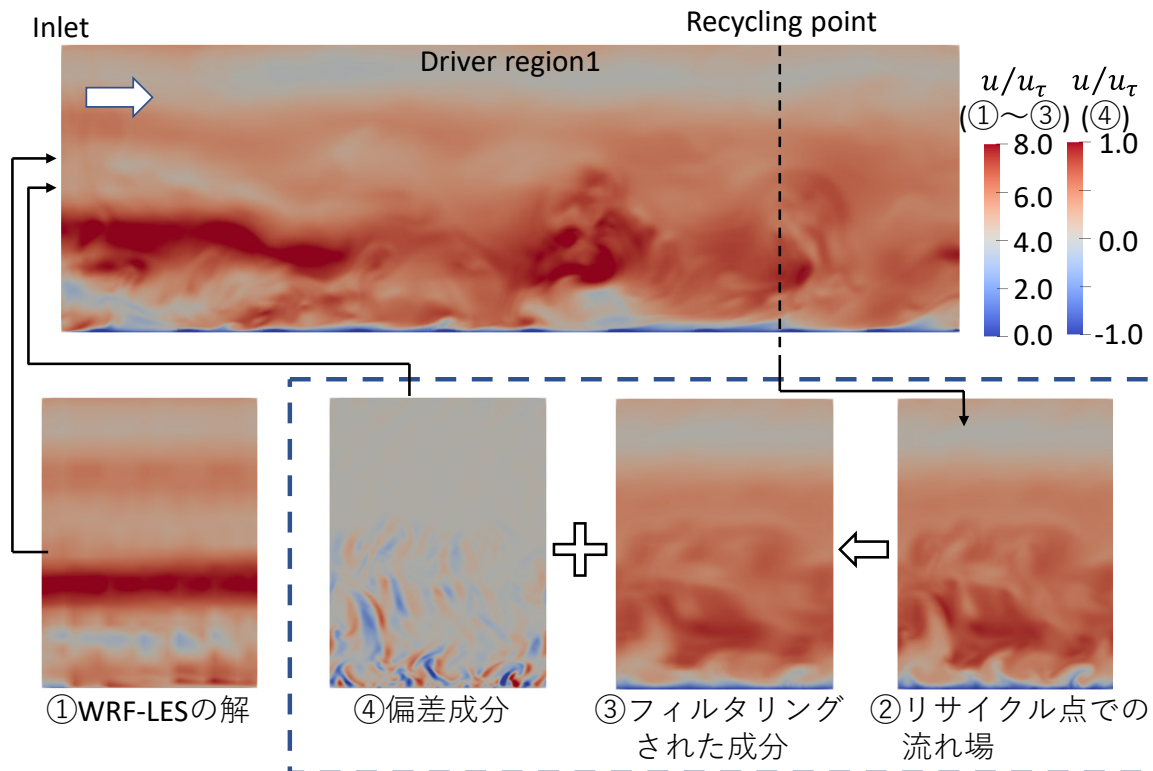 Inlet
Recycling point
Driver region1
u/u_τ u/u_τ
(①～③) (④)
8.0 1.0
6.0
4.0 0.0
2.0
0.0 -1.0
①WRF-LESの解
④偏差成分
③フィルタリング
された成分
②リサイクル点での
流れ場